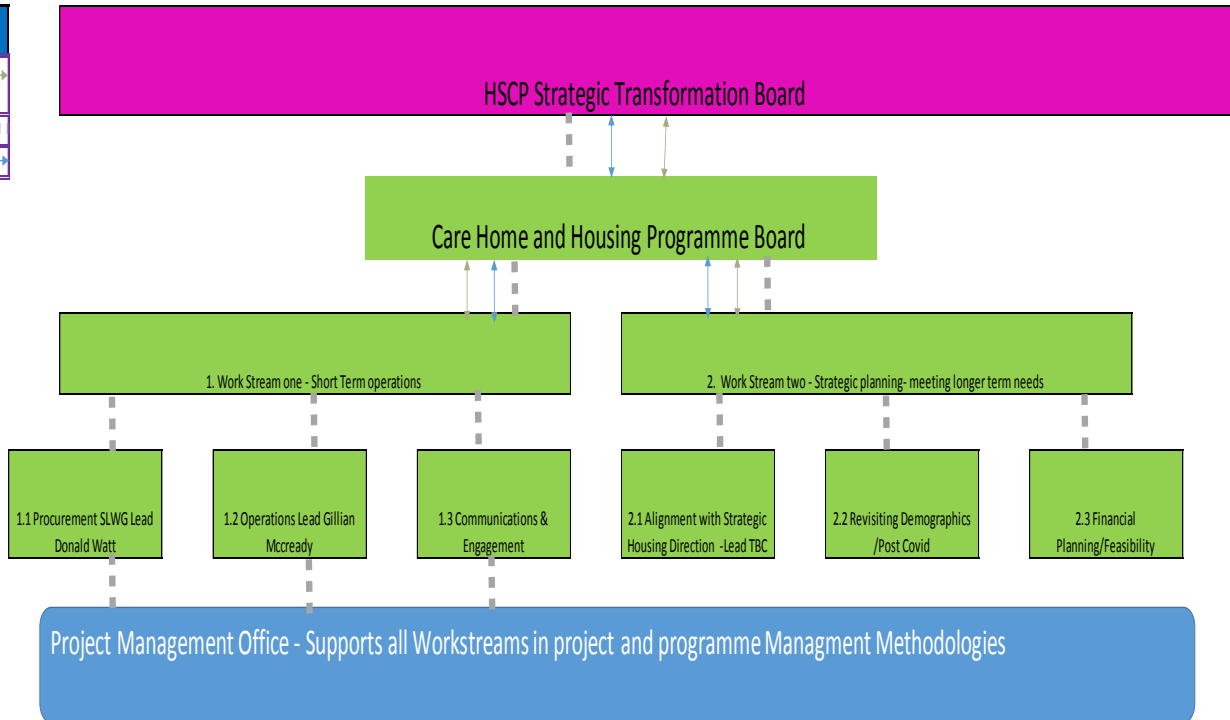 HSCP Strategic Transformation Board
Care Home and Housing Programme Board
1. Work Stream one - Short Term operations
2. Work Stream two - Strategic planning- meeting longer term needs
1.1 Procurement SLWG Lead
Donald Watt
1.2 Operations Lead Gillian
Mccready
1.3 Communications &
Engagement
2.1 Alignment with Strategic
Housing Direction -Lead TBC
2.2 Revisiting Demographics
/Post Covid
2.3 Financial
Planning/Feasibility
Project Management Office - Supports all Workstreams in project and programme Managment Methodologies